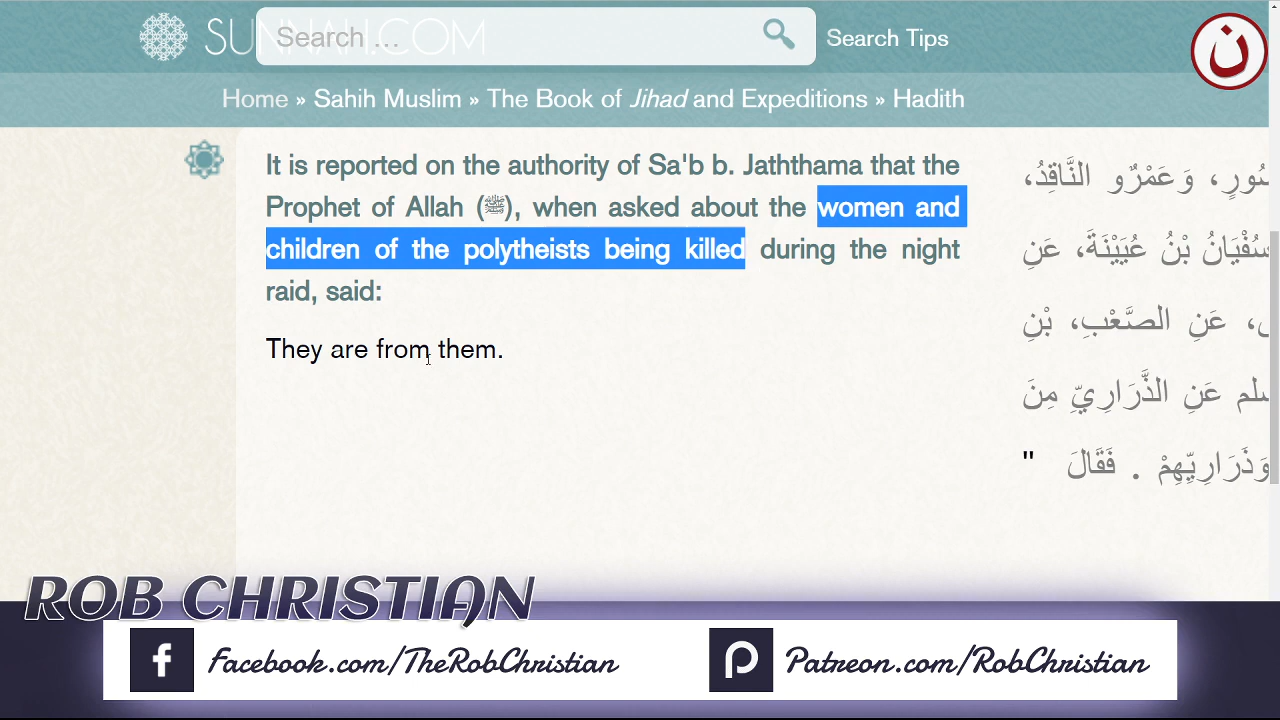 SUNNAH.COM
Search ...
Search Tips
ن
Home » Sahih Muslim » The Book of Jihad and Expeditions » Hadith
It is reported on the authority of Sa'b b. Jaththama that the
Prophet of Allah (ﷺ), when asked about the women and
children of the polytheists being killed during the night
raid, said:
They are from them.
وَعَمْرٌو النَّاقِدُ،
سُفْيَانُ بْنُ عُيَيْنَةَ، عَنِ
عَنِ الصَّعْبِ، بْنِ
عَنِ الذَّرَارِيِّ مِنَ
وَذَرَارِيِّهِمْ . فَقَالَ "
ROB CHRISTIAN
Facebook.com/TheRobChristian
Patreon.com/RobChristian